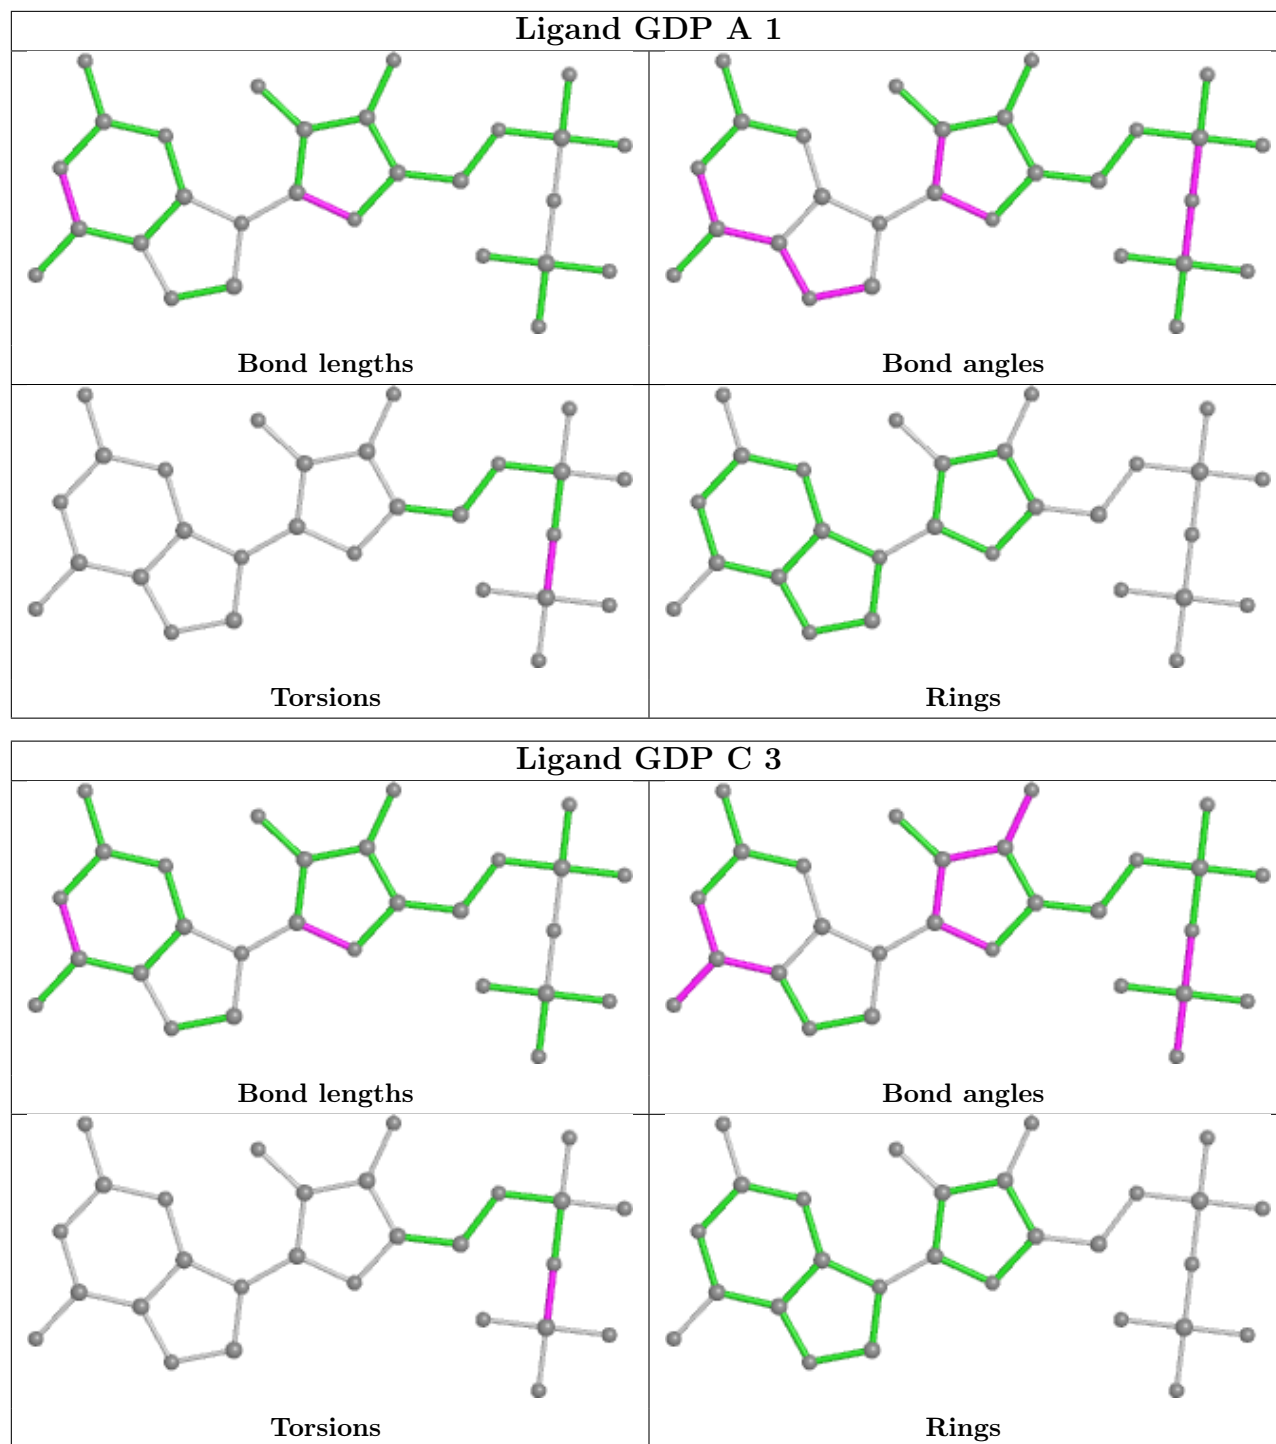 Ligand GDP A 1
Bond lengths
Bond angles
Torsions
Rings
Ligand GDP C 3
Bond lengths
Bond angles
Torsions
Rings